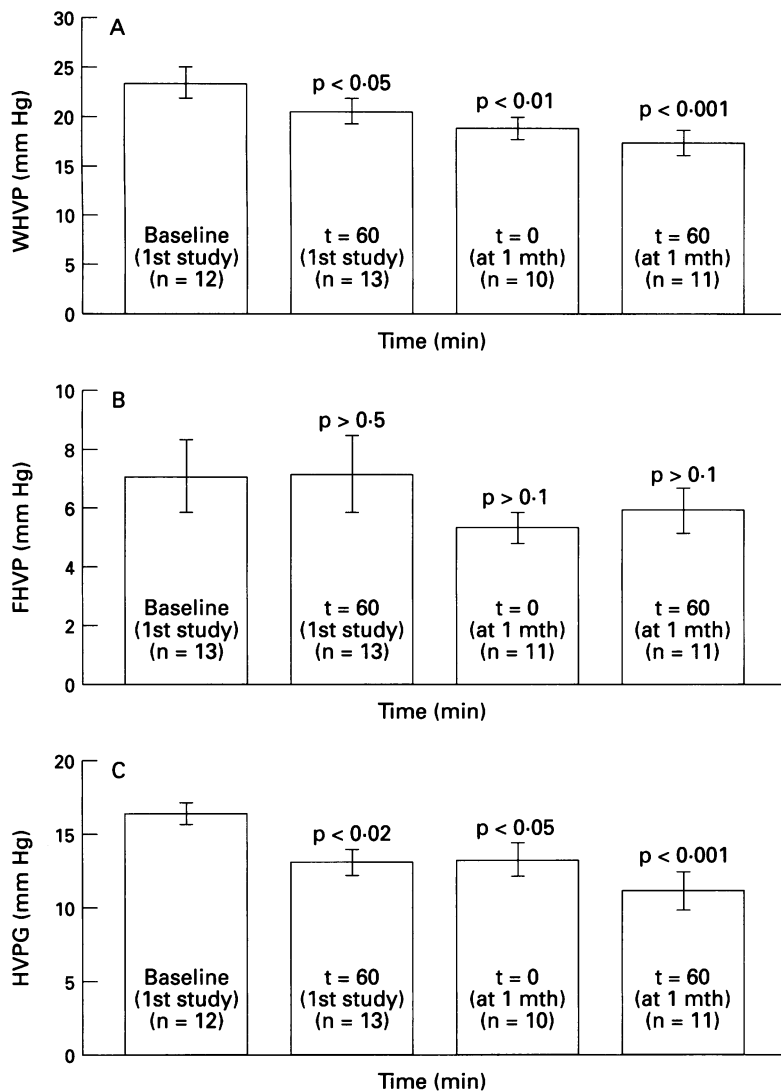 A
WHVP (mm Hg)
30
25
20
15
10
5
0
p < 0·05
p < 0·01
p < 0·001
Baseline
(1st study)
(n = 12)
t = 60
(1st study)
(n = 13)
t = 0
(at 1 mth)
(n = 10)
t = 60
(at 1 mth)
(n = 11)
Time (min)
B
FHVP (mm Hg)
10
8
6
4
2
0
p > 0·5
p > 0·1
p > 0·1
Baseline
(1st study)
(n = 13)
t = 60
(1st study)
(n = 13)
t = 0
(at 1 mth)
(n = 11)
t = 60
(at 1 mth)
(n = 11)
Time (min)
C
HVPG (mm Hg)
20
15
10
5
0
p < 0·02
p < 0·05
p < 0·001
Baseline
(1st study)
(n = 12)
t = 60
(1st study)
(n = 13)
t = 0
(at 1 mth)
(n = 10)
t = 60
(at 1 mth)
(n = 11)
Time (min)